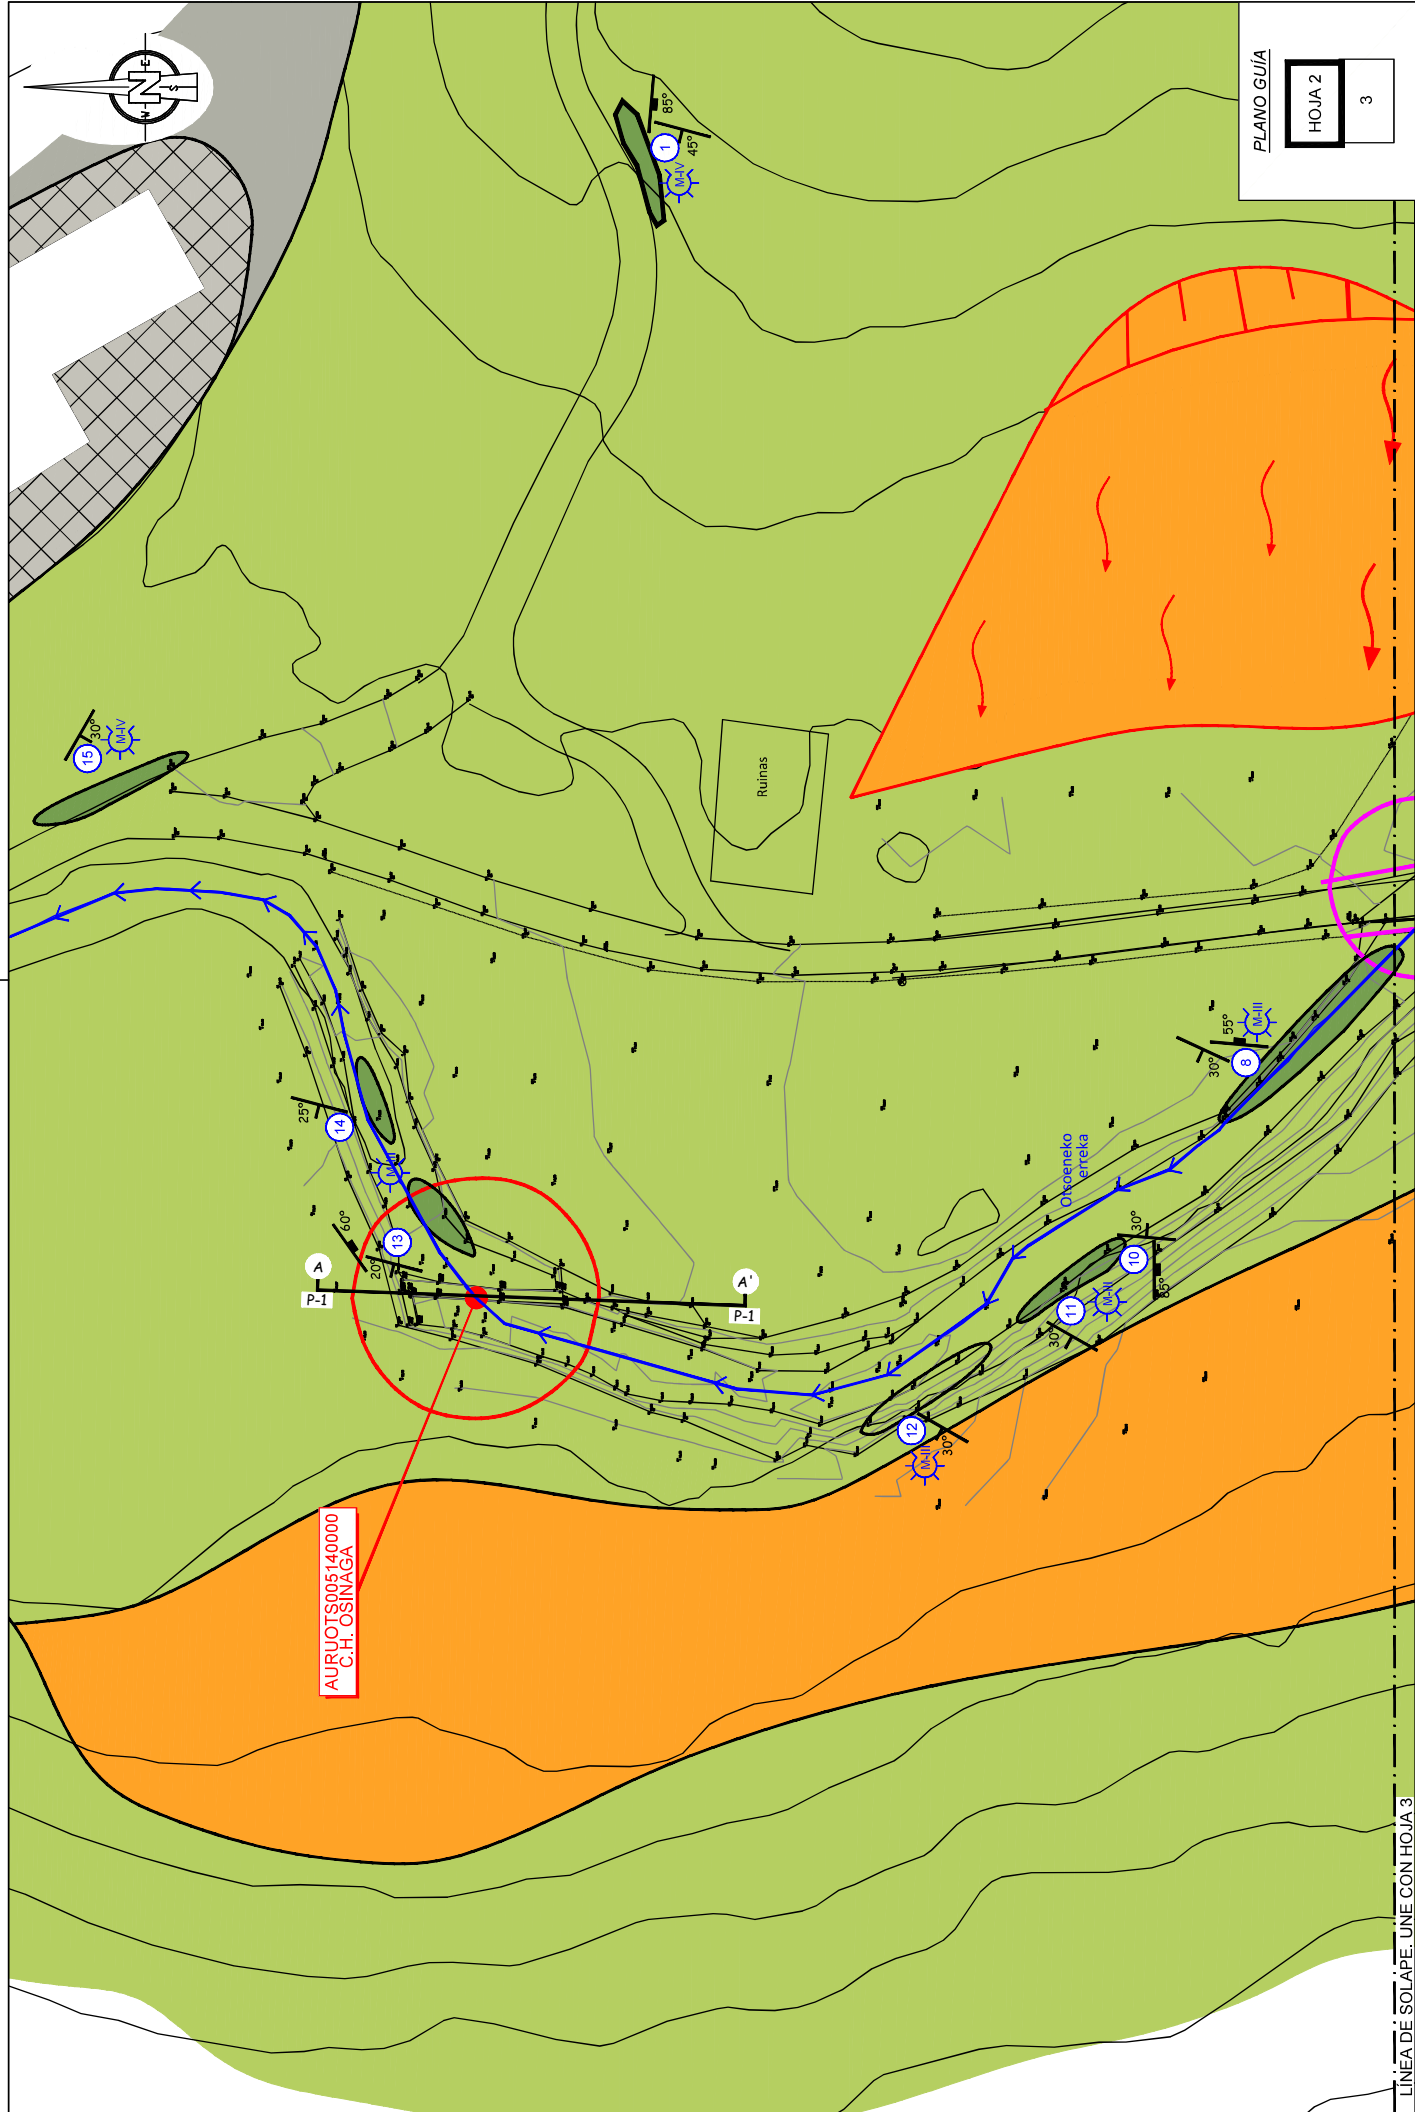 N
E
S
N
PLANO GUÍA
HOJA 2
3
85°
45°
1
M-IV
15
30°
M-IV
Ruinas
25°
14
60°
13
20°
A
P-1
A'
P-1
55°
30°
8
M-III
Otsoeneko
erreka
30°
10
85°
11
M-III
30°
12
M-III
30°
AURUOTS005140000
C.H. OSINAGA
LÍNEA DE SOLAPE. UNE CON HOJA 3